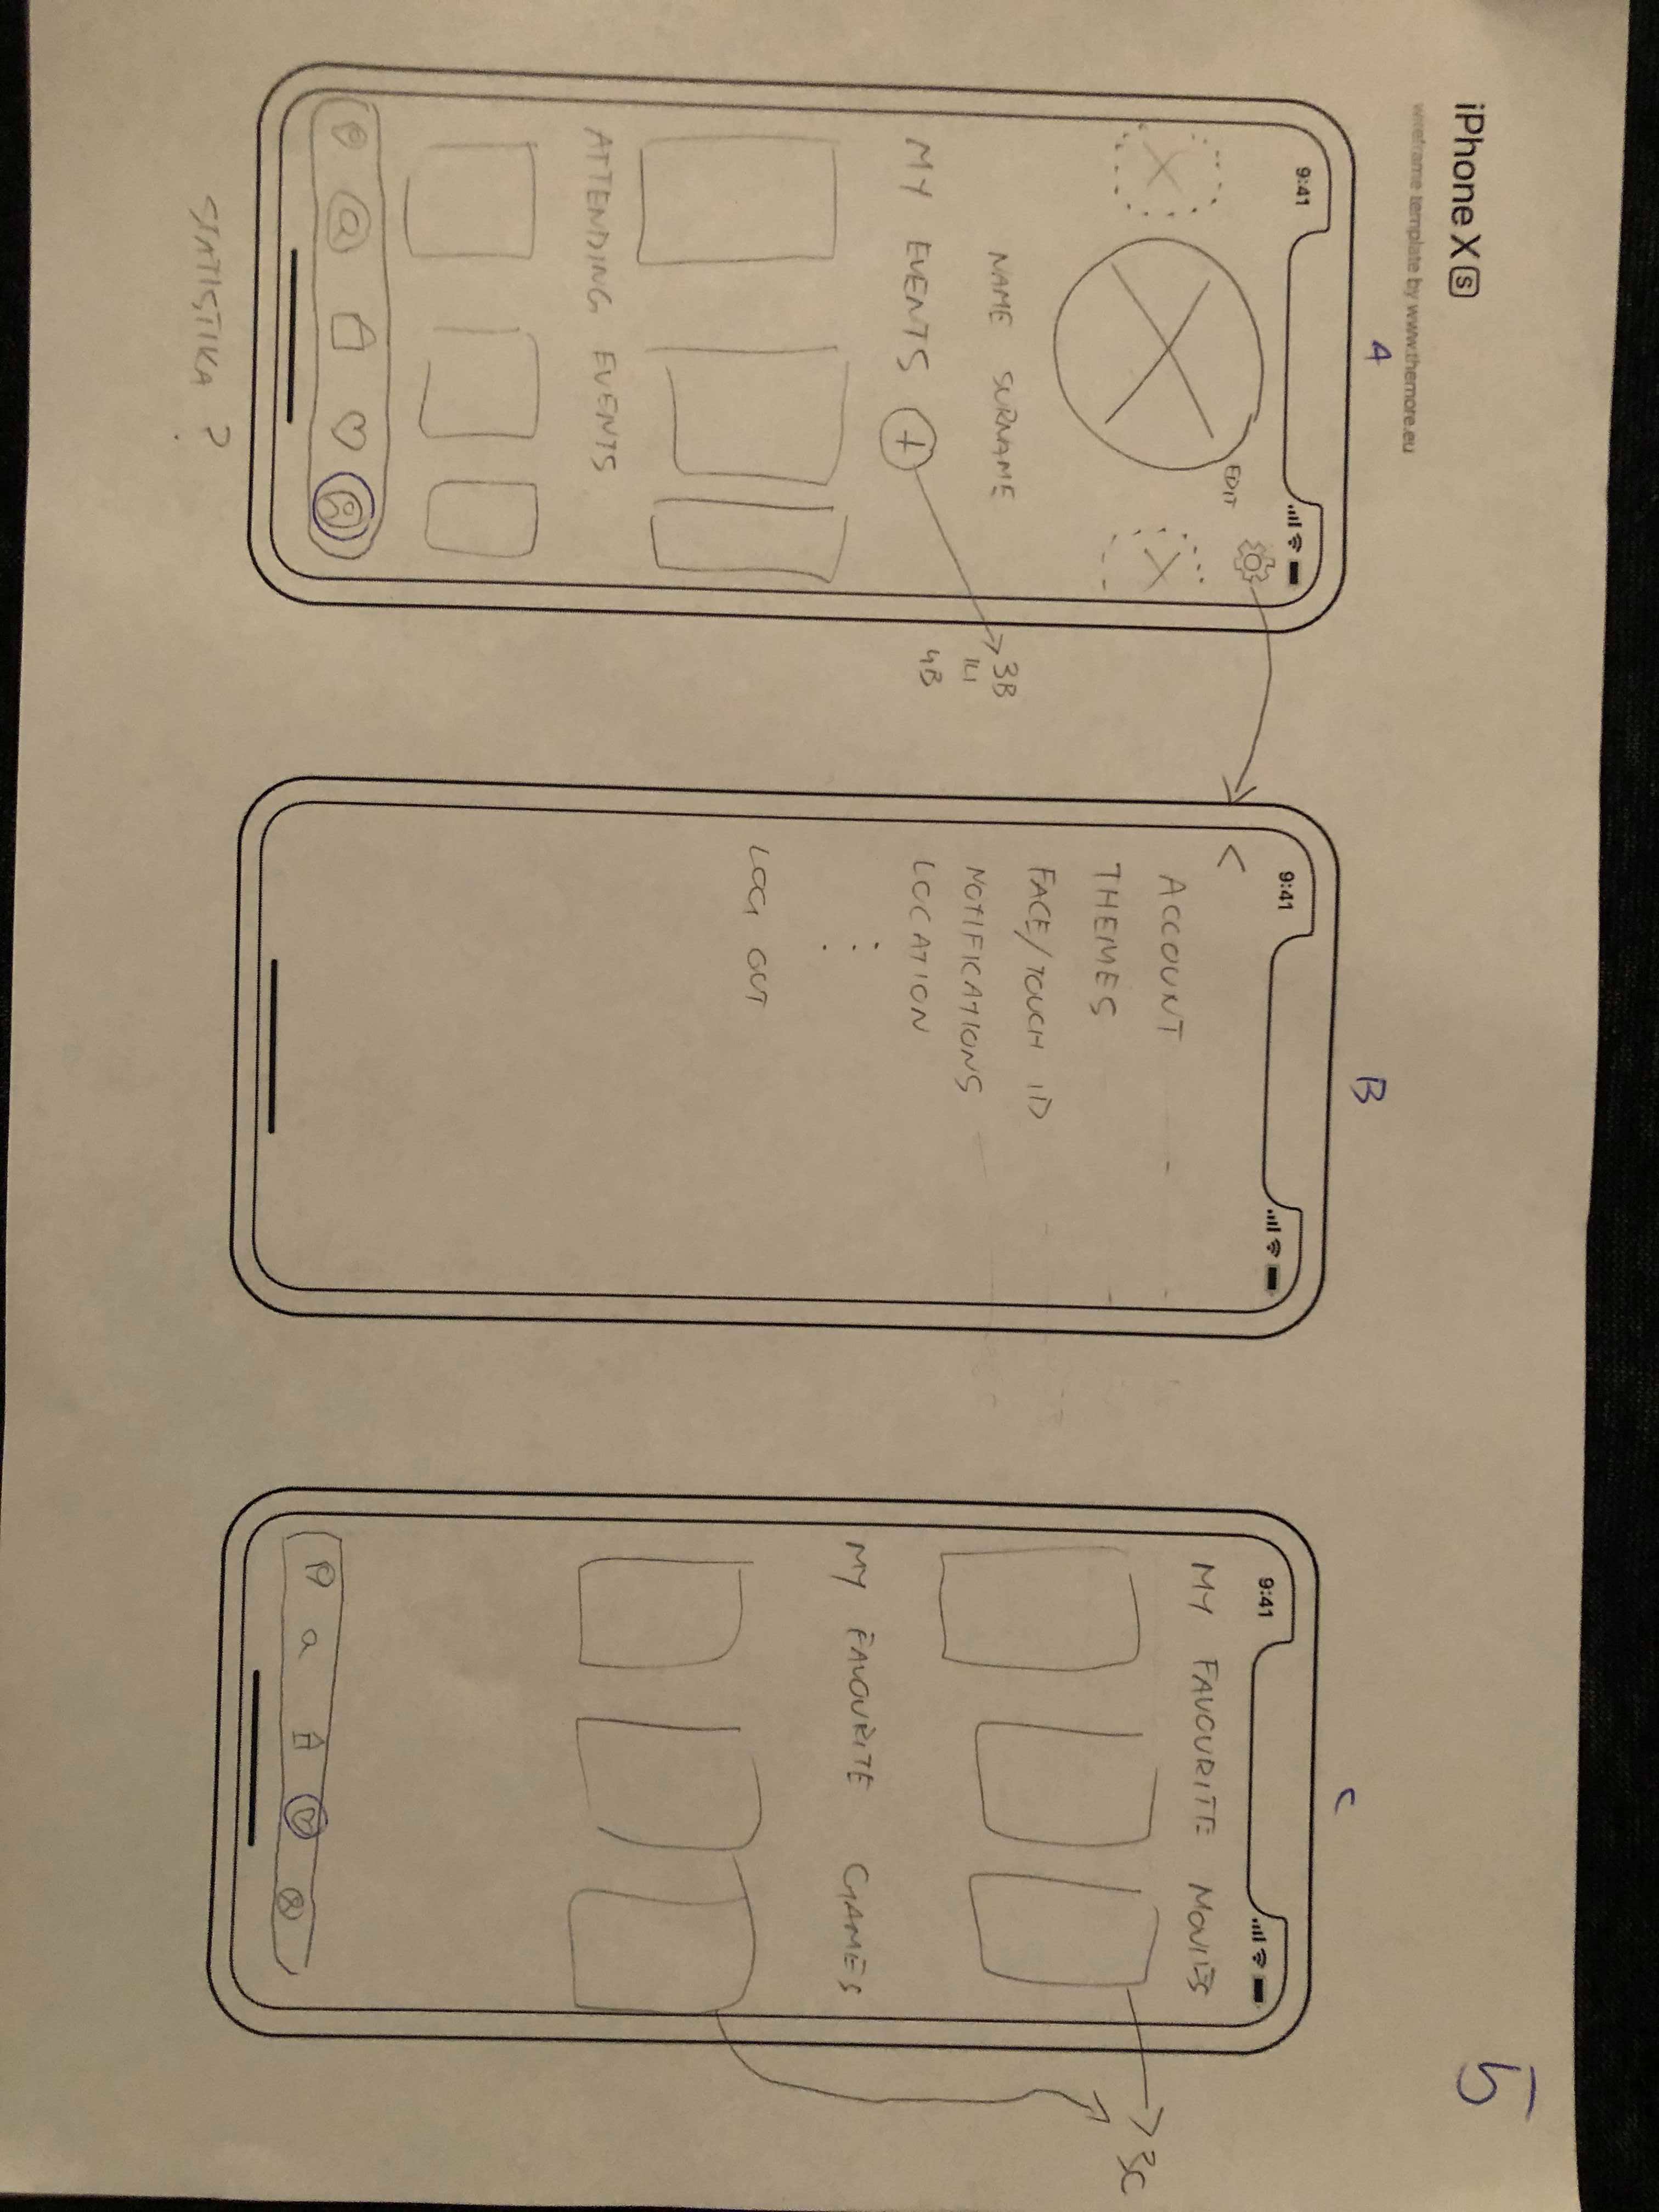 iPhone X S
wireframe template by www.themore.eu
5
A
9:41
EDIT
NAME SURNAME
MY EVENTS +
3B
ILI
4B
ATTENDING EVENTS
STATISTIKA ?
B
9:41
<
ACCOUNT
THEMES
FACE/TOUCH ID
NOTIFICATIONS
LOCATION
LOG OUT
C
9:41
MY FAVOURITE MOVIES
3C
MY FAVOURITE GAMES